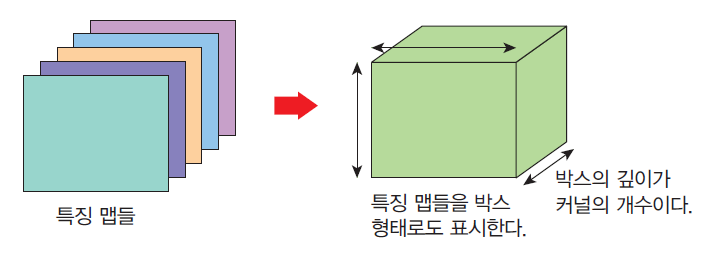 특징 맵들
특징 맵들을 박스
형태로도 표시한다.
박스의 깊이가
커널의 개수이다.